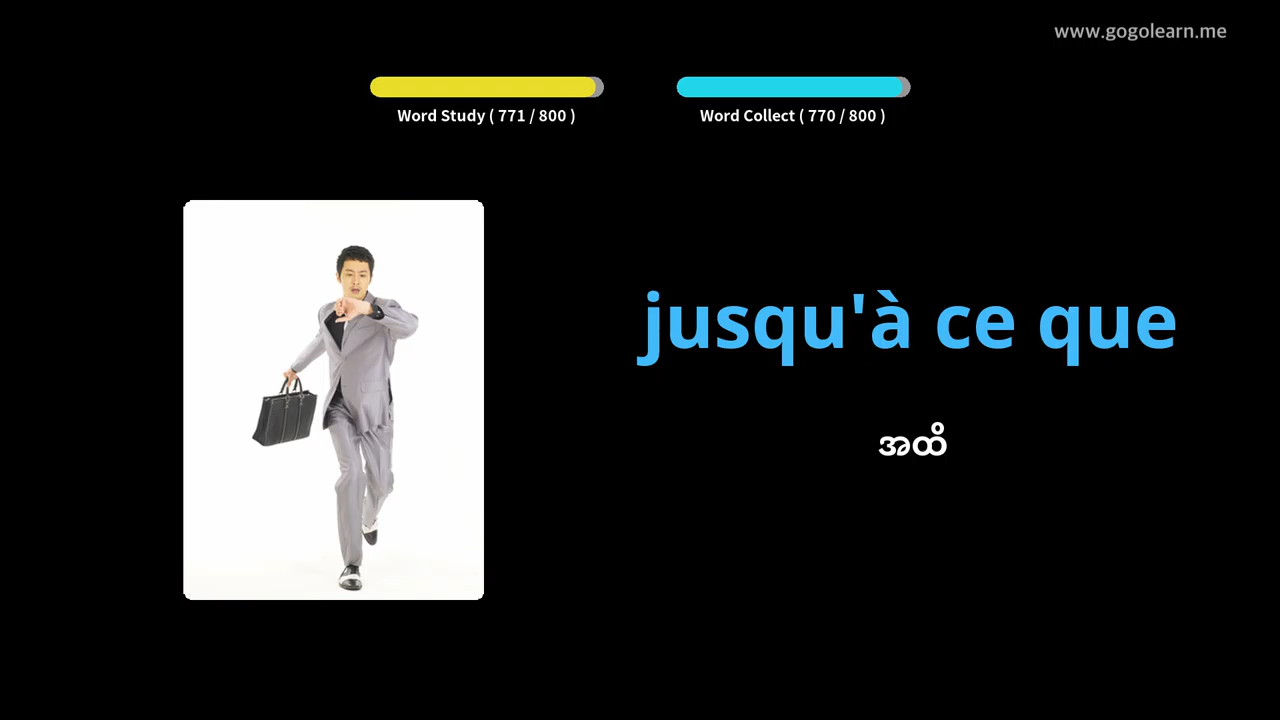 www.gogolearn.me
Word Study ( 771 / 800 )
Word Collect ( 770 / 800 )
jusqu'à ce que
အထိ